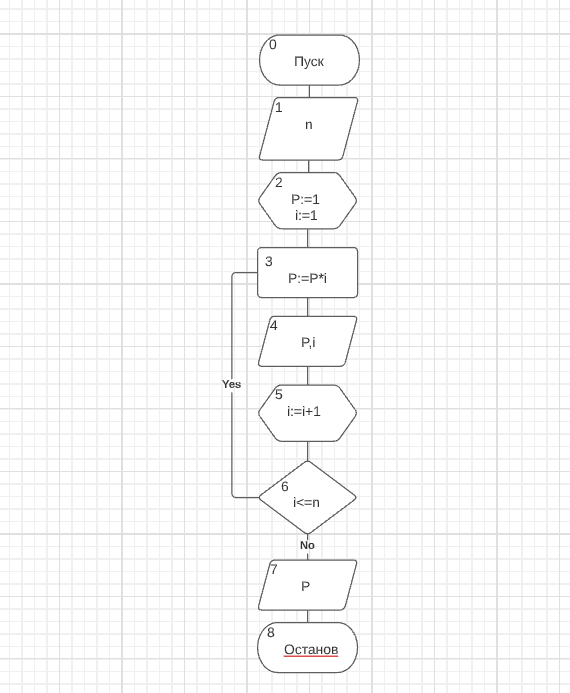 0
Пуск
1
n
2
P:=1
i:=1
3
P:=P*i
4
P,i
Yes
5
i:=i+1
6
i<=n
No
7
P
8
Останов